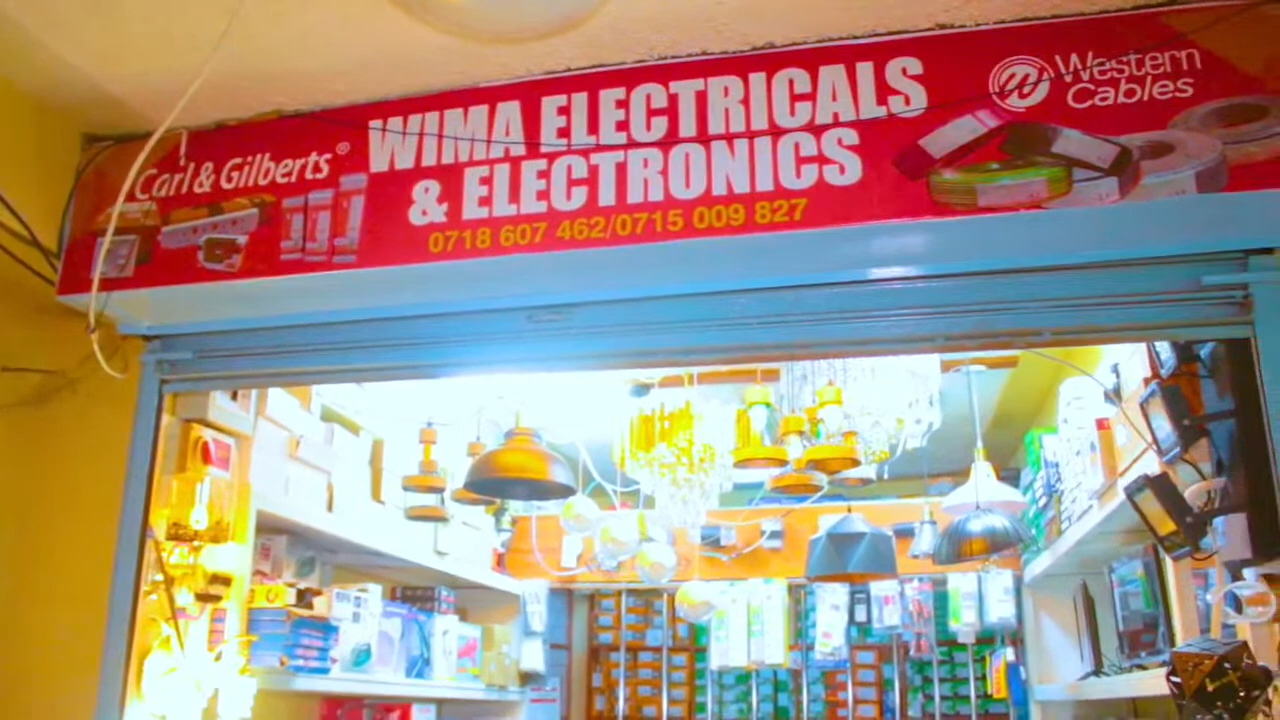 Carl & Gilberts®
WIMA ELECTRICALS
& ELECTRONICS
0718 607 462/0715 009 827
Western
Cables